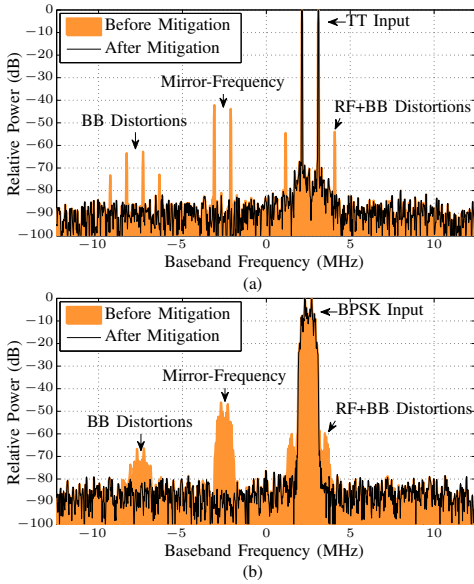 0
−10
−20
−30
−40
−50
−60
−70
−80
−90
−100
Relative Power (dB)
Before Mitigation
After Mitigation
TT Input
Mirror-Frequency
BB Distortions
RF+BB Distortions
−10 −5 0 5 10
Baseband Frequency (MHz)
(a)
0
−10
−20
−30
−40
−50
−60
−70
−80
−90
−100
Relative Power (dB)
Before Mitigation
After Mitigation
BPSK Input
Mirror-Frequency
BB Distortions
RF+BB Distortions
−10 −5 0 5 10
Baseband Frequency (MHz)
(b)